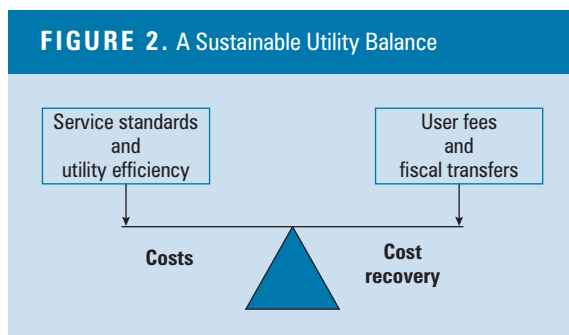 FIGURE 2. A Sustainable Utility Balance
Service standards
and
utility efficiency
User fees
and
fiscal transfers
Costs
Cost
recovery